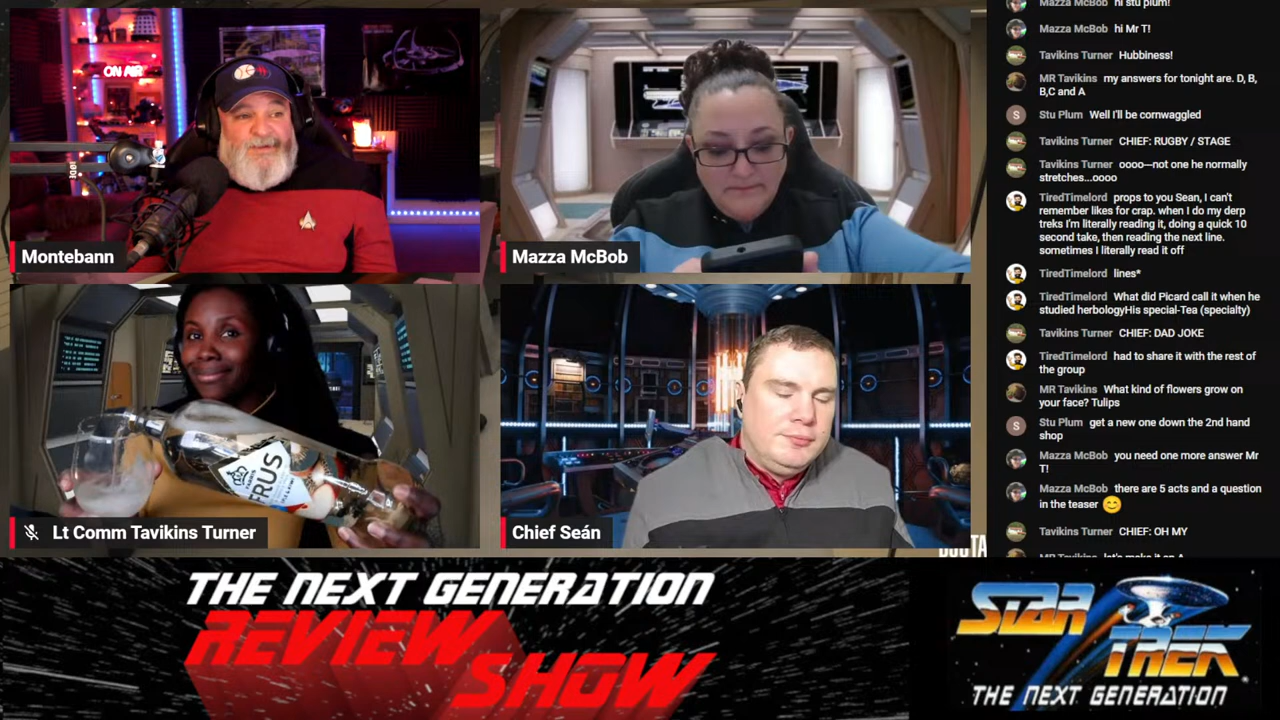 ON AIR
Montebann
Mazza McBob
RUS
Lt Comm Tavikins Turner
Chief Seán
Mazza McBob hi stu plum!
Mazza McBob hi Mr T!
Tavikins Turner Hubbiness!
MR Tavikins my answers for tonight are. D, B,
B,C and A
S Stu Plum Well I'll be cornwaggled
Tavikins Turner CHIEF: RUGBY / STAGE
Tavikins Turner oooo—not one he normally
stretches...oooo
TiredTimelord props to you Sean, I can't
remember likes for crap. when I do my derp
treks I'm literally reading it, doing a quick 10
second take, then reading the next line.
sometimes I literally read it off
TiredTimelord lines*
TiredTimelord What did Picard call it when he
studied herbologyHis special-Tea (specialty)
Tavikins Turner CHIEF: DAD JOKE
TiredTimelord had to share it with the rest of
the group
MR Tavikins What kind of flowers grow on
your face? Tulips
S Stu Plum get a new one down the 2nd hand
shop
Mazza McBob you need one more answer Mr
T!
Mazza McBob there are 5 acts and a question
in the teaser 😊
Tavikins Turner CHIEF: OH MY
THE NEXT GENERATION
REVIEW
SHOW
STAR
TREK
THE NEXT GENERATION